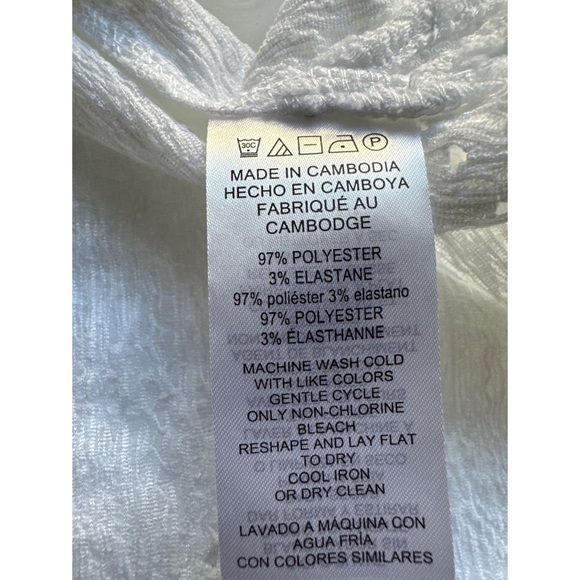 30C P
MADE IN CAMBODIA
HECHO EN CAMBOYA
FABRIQUÉ AU
CAMBODGE
97% POLYESTER
3% ELASTANE
97% poliéster 3% elastano
97% POLYESTER
3% ÉLASTHANNE
MACHINE WASH COLD
WITH LIKE COLORS
GENTLE CYCLE
ONLY NON-CHLORINE
BLEACH
RESHAPE AND LAY FLAT
TO DRY
COOL IRON
OR DRY CLEAN
LAVADO A MÁQUINA CON
AGUA FRÍA
CON COLORES SIMILARES